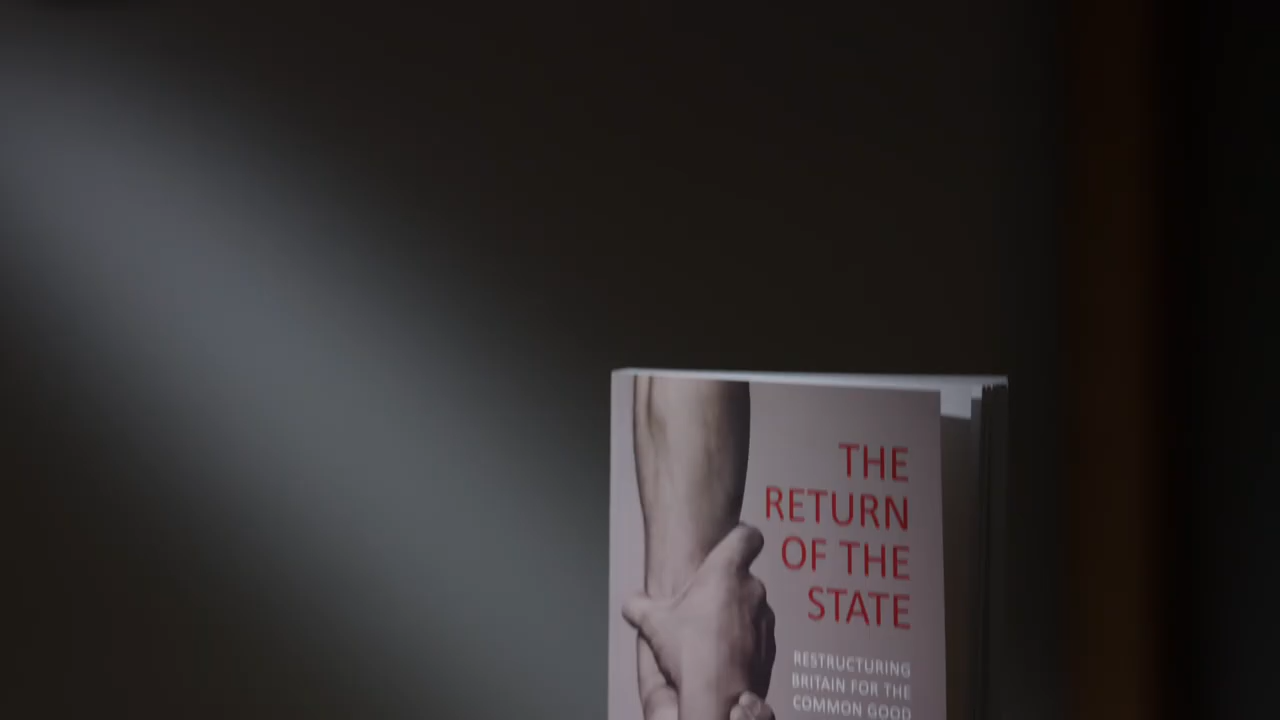 THE
RETURN
OF THE
STATE
RESTRUCTURING
BRITAIN FOR THE
COMMON GOOD